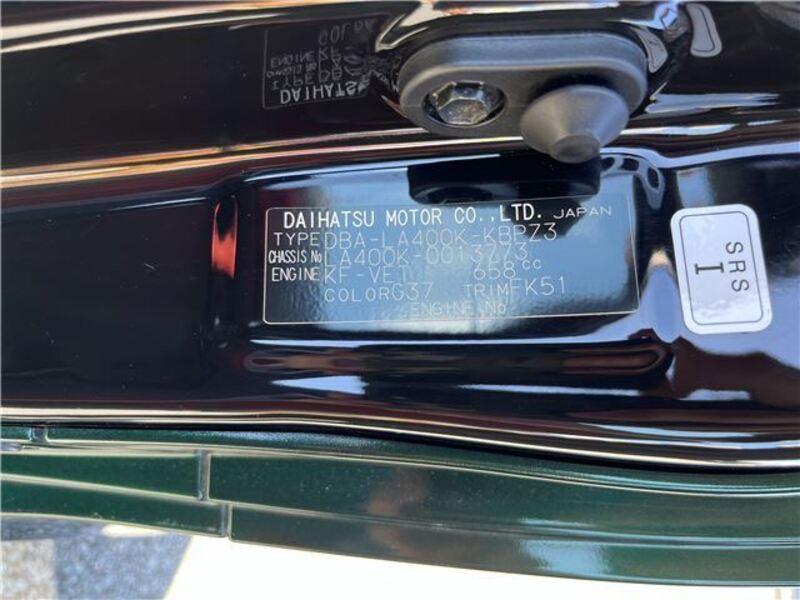 DAIHATSU MOTOR CO.,LTD. JAPAN
TYPE DBA-LA400K-KBPZ3
CHASSIS No LA400K-0013773
ENGINE KF-VET 658 cc
COLOR G37 TRIM FK51
ENGINE No
SRS
I